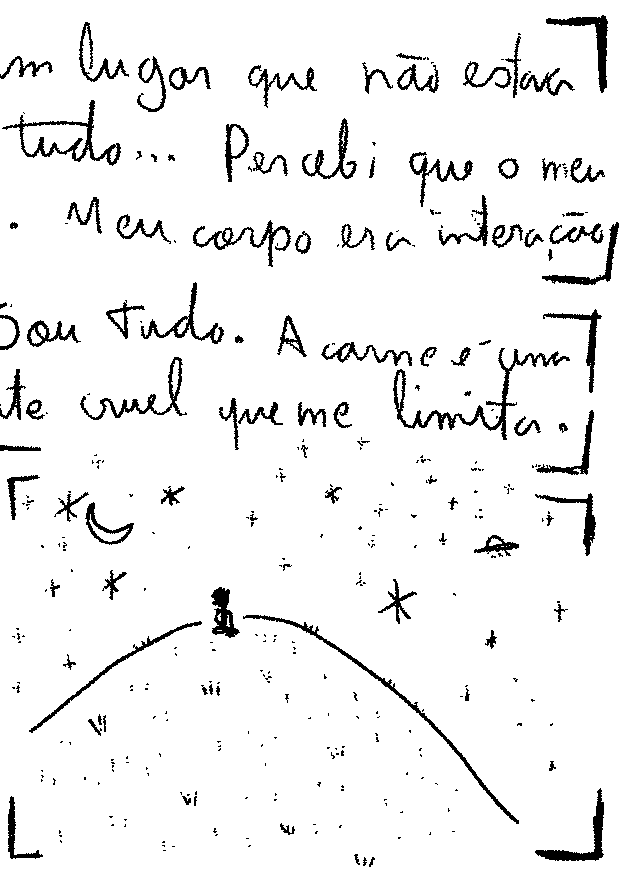 um lugar que não estava
tudo... Percebi que o meu
. Meu corpo era interação
Sou tudo. A carne é uma
te cruel que me limita.